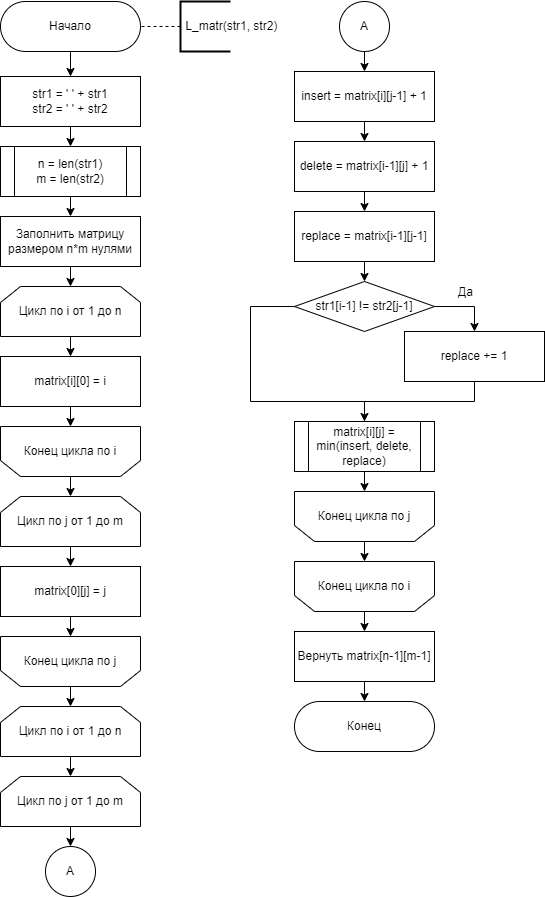 Начало
L_matr(str1, str2)
str1 = ' ' + str1
str2 = ' ' + str2
n = len(str1)
m = len(str2)
Заполнить матрицу
размером n*m нулями
Цикл по i от 1 до n
matrix[i][0] = i
Конец цикла по i
Цикл по j от 1 до m
matrix[0][j] = j
Конец цикла по j
Цикл по i от 1 до n
Цикл по j от 1 до m
A
A
insert = matrix[i][j-1] + 1
delete = matrix[i-1][j] + 1
replace = matrix[i-1][j-1]
str1[i-1] != str2[j-1]
Да
replace += 1
matrix[i][j] =
min(insert, delete,
replace)
Конец цикла по j
Конец цикла по i
Вернуть matrix[n-1][m-1]
Конец